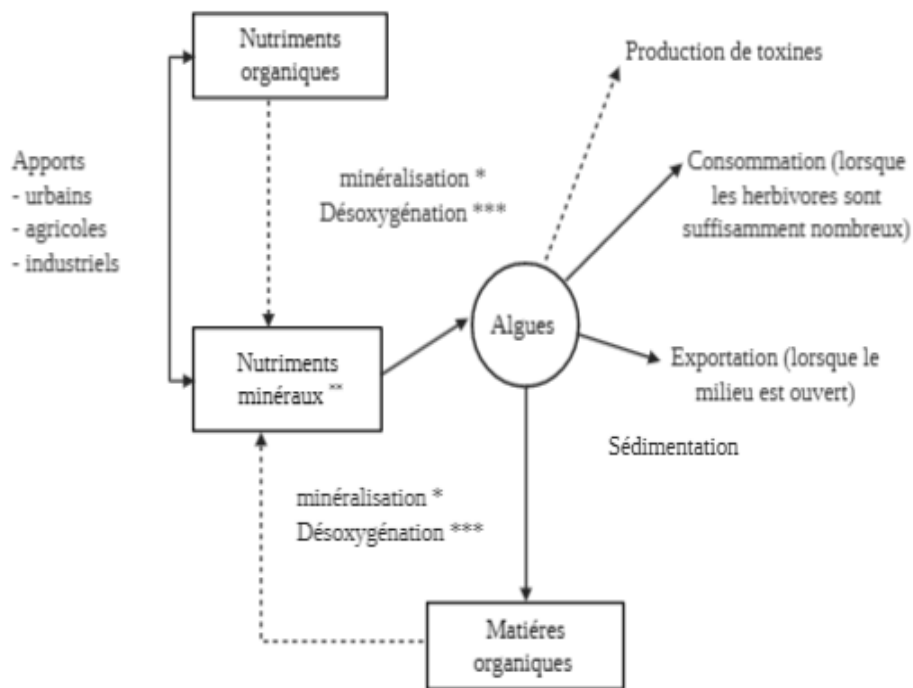 Nutriments
organiques
Production de toxines
Apports
- urbains
- agricoles
- industriels
minéralisation *
Désoxygénation ***
Consommation (lorsque
les herbivores sont
suffisamment nombreux)
Algues
Nutriments
minéraux **
Exportation (lorsque le
milieu est ouvert)
Sédimentation
minéralisation *
Désoxygénation ***
Matiéres
organiques